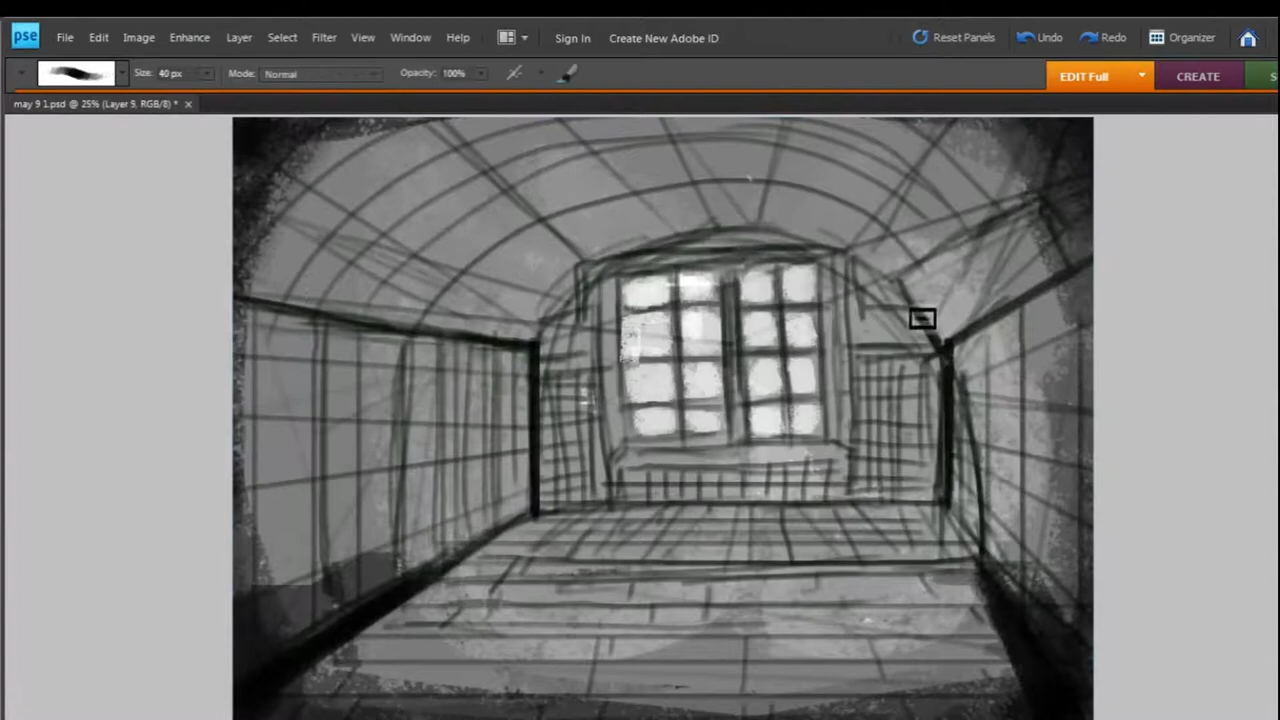 pse File Edit Image Enhance Layer Select Filter View Window Help Sign In Create New Adobe ID Reset Panels Undo Redo Organizer
Size: 40 px Mode: Normal Opacity: 100% EDIT Full CREATE S
may 9 1.psd @ 25% (Layer 9, RGB/8) *